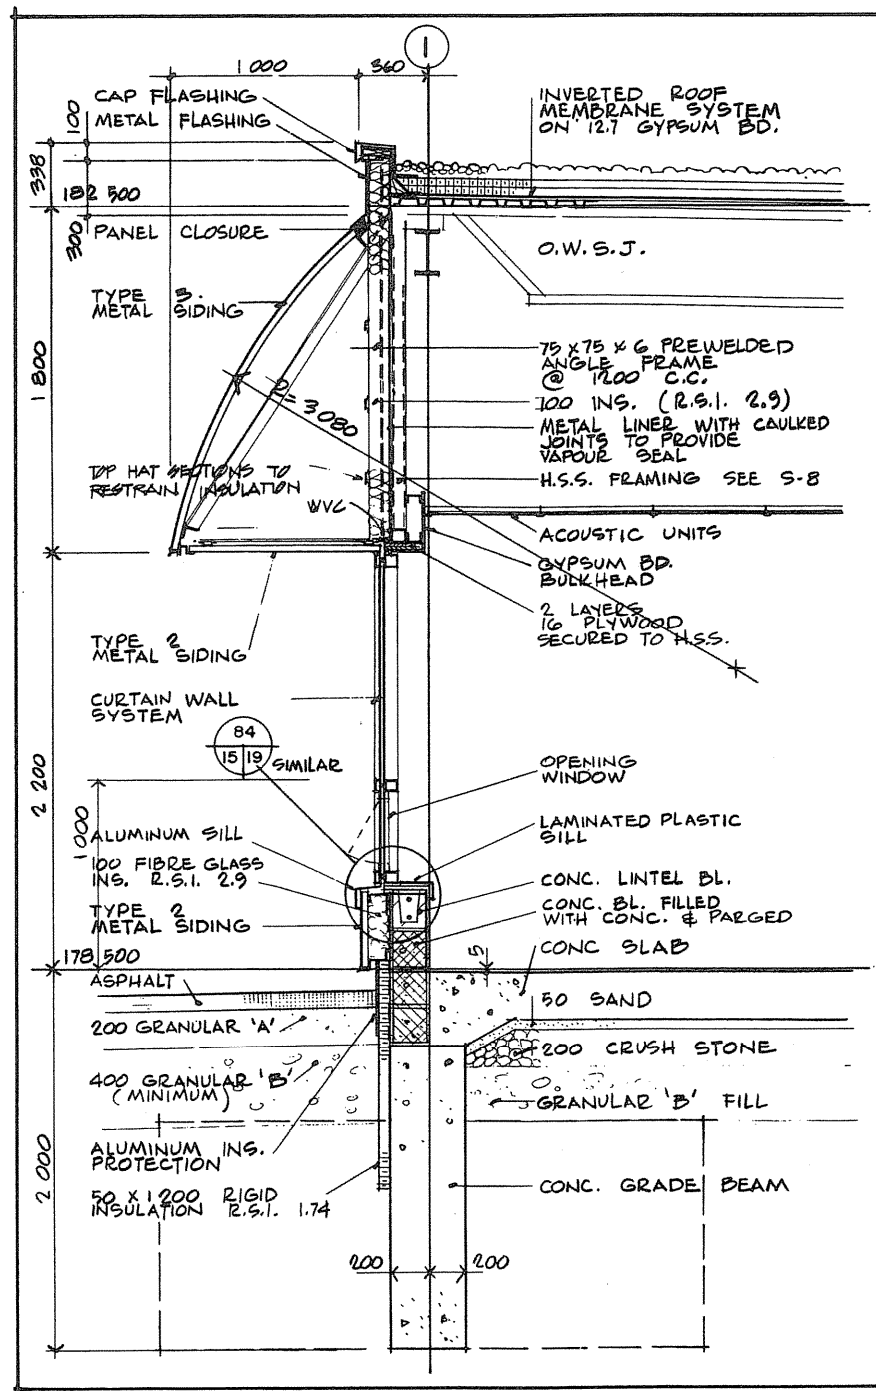 1
1 000
360
CAP FLASHING
METAL FLASHING
100
338
182 500
300
PANEL CLOSURE
TYPE 3.
METAL SIDING
1 800
R= 3 080
TOP HAT SECTIONS TO
RESTRAIN INSULATION
WVC
TYPE 2
METAL SIDING
CURTAIN WALL
SYSTEM
84
15 19
SIMILAR
2 200
1 000
ALUMINUM SILL
100 FIBRE GLASS
INS. R.S.I. 2.9
TYPE 2
METAL SIDING
178 500
ASPHALT
200 GRANULAR 'A'
400 GRANULAR 'B'
(MINIMUM)
2 000
ALUMINUM INS.
PROTECTION
50 X 1 200 RIGID
INSULATION R.S.I. 1.74
200
200
INVERTED ROOF
MEMBRANE SYSTEM
ON 12.7 GYPSUM BD.
O.W.S.J.
75 X 75 X 6 PREWELDED
ANGLE FRAME
@ 1200 C.C.
100 INS. (R.S.I. 2.9)
METAL LINER WITH CAULKED
JOINTS TO PROVIDE
VAPOUR SEAL
H.S.S. FRAMING SEE S-8
ACOUSTIC UNITS
GYPSUM BD.
BULKHEAD
2 LAYERS
16 PLYWOOD
SECURED TO H.S.S.
OPENING
WINDOW
LAMINATED PLASTIC
SILL
CONC. LINTEL BL.
CONC. BL. FILLED
WITH CONC. & PARGED
5
CONC SLAB
50 SAND
200 CRUSH STONE
GRANULAR 'B' FILL
CONC. GRADE BEAM